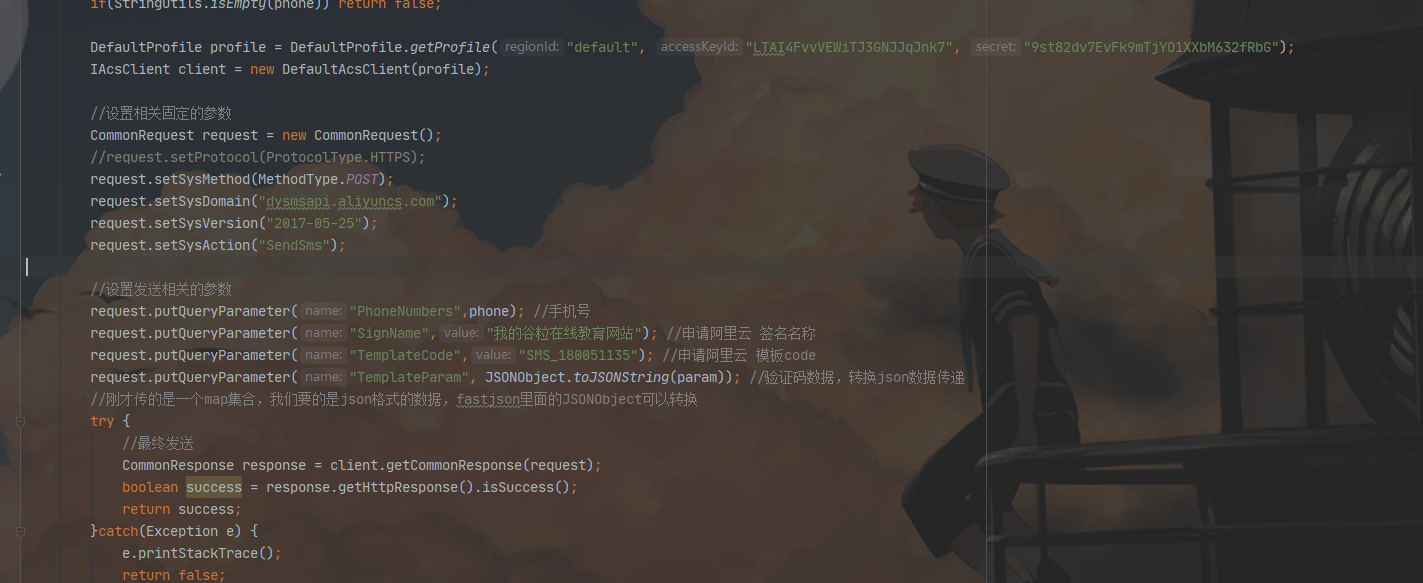 if(StringUtils.isEmpty(phone)) return false;
DefaultProfile profile = DefaultProfile.getProfile( regionId: "default", accessKeyId: "LTAI4FvvVEWiTJ3GNJJqJnk7", secret: "9st82dv7EvFk9mTjYO1XXbM632fRbG");
IAcsClient client = new DefaultAcsClient(profile);
//设置相关固定的参数
CommonRequest request = new CommonRequest();
//request.setProtocol(ProtocolType.HTTPS);
request.setSysMethod(MethodType.POST);
request.setSysDomain("dysmsapi.aliyuncs.com");
request.setSysVersion("2017-05-25");
request.setSysAction("SendSms");
//设置发送相关的参数
request.putQueryParameter( name: "PhoneNumbers",phone); //手机号
request.putQueryParameter( name: "SignName", value: "我的谷粒在线教育网站"); //申请阿里云 签名名称
request.putQueryParameter( name: "TemplateCode", value: "SMS_180051135"); //申请阿里云 模板code
request.putQueryParameter( name: "TemplateParam", JSONObject.toJSONString(param)); //验证码数据，转换json数据传递
//刚才传的是一个map集合，我们要的是json格式的数据，fastjson里面的JSONObject可以转换
try {
//最终发送
CommonResponse response = client.getCommonResponse(request);
boolean success = response.getHttpResponse().isSuccess();
return success;
}catch(Exception e) {
e.printStackTrace();
return false;